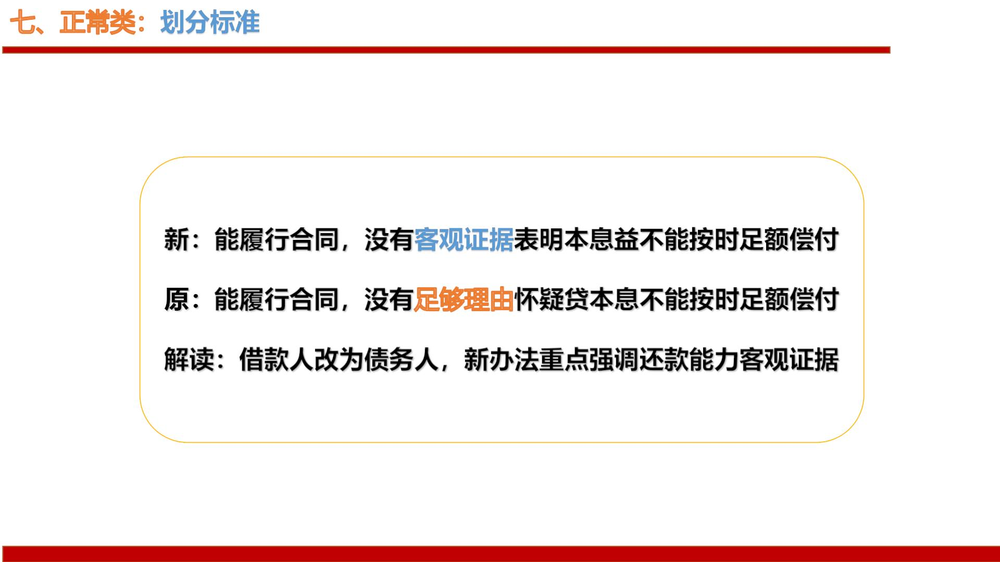 七、正常类：划分标准
新：能履行合同，没有客观证据表明本息益不能按时足额偿付
原：能履行合同，没有足够理由怀疑贷本息不能按时足额偿付
解读：借款人改为债务人，新办法重点强调还款能力客观证据